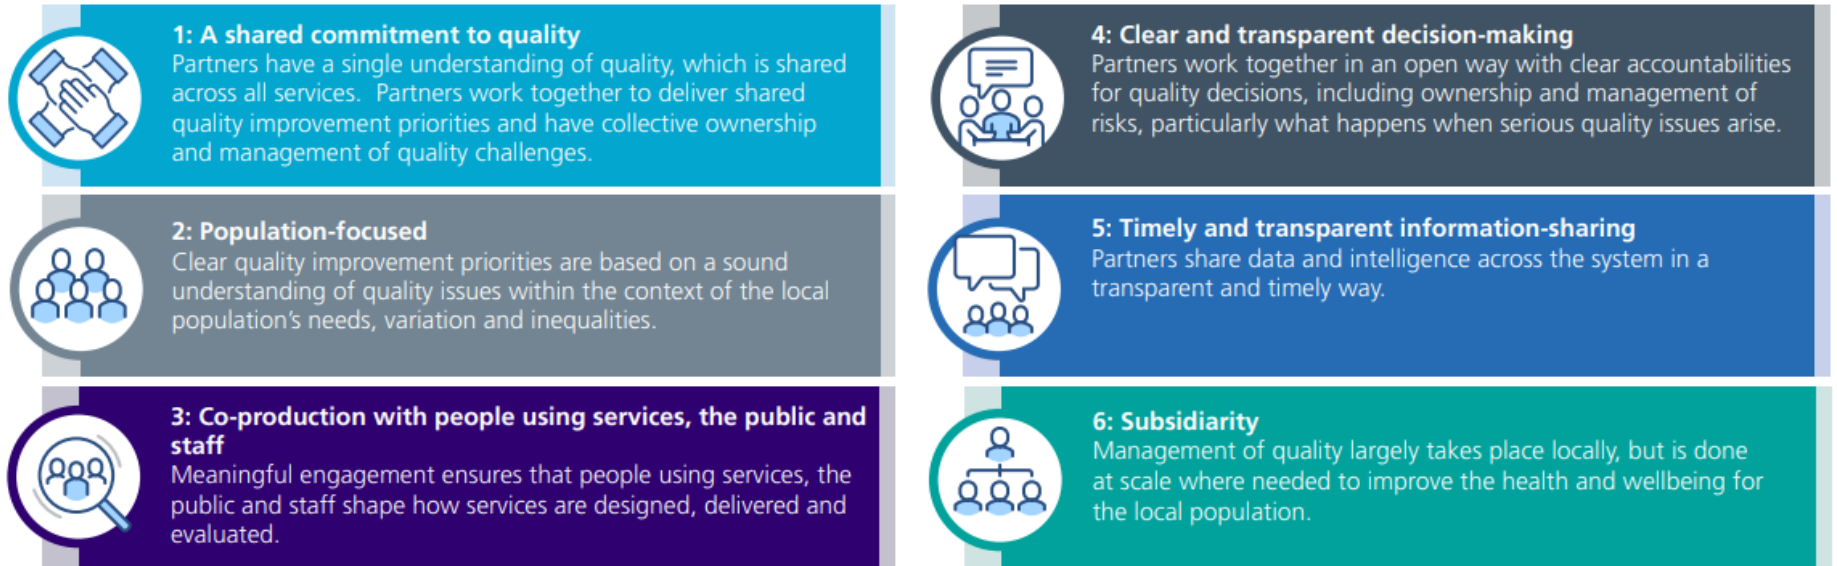 1: A shared commitment to quality
Partners have a single understanding of quality, which is shared
across all services.  Partners work together to deliver shared
quality improvement priorities and have collective ownership
and management of quality challenges.
2: Population-focused
Clear quality improvement priorities are based on a sound
understanding of quality issues within the context of the local
population's needs, variation and inequalities.
3: Co-production with people using services, the public and
staff
Meaningful engagement ensures that people using services, the
public and staff shape how services are designed, delivered and
evaluated.
4: Clear and transparent decision-making
Partners work together in an open way with clear accountabilities
for quality decisions, including ownership and management of
risks, particularly what happens when serious quality issues arise.
5: Timely and transparent information-sharing
Partners share data and intelligence across the system in a
transparent and timely way.
6: Subsidiarity
Management of quality largely takes place locally, but is done
at scale where needed to improve the health and wellbeing for
the local population.